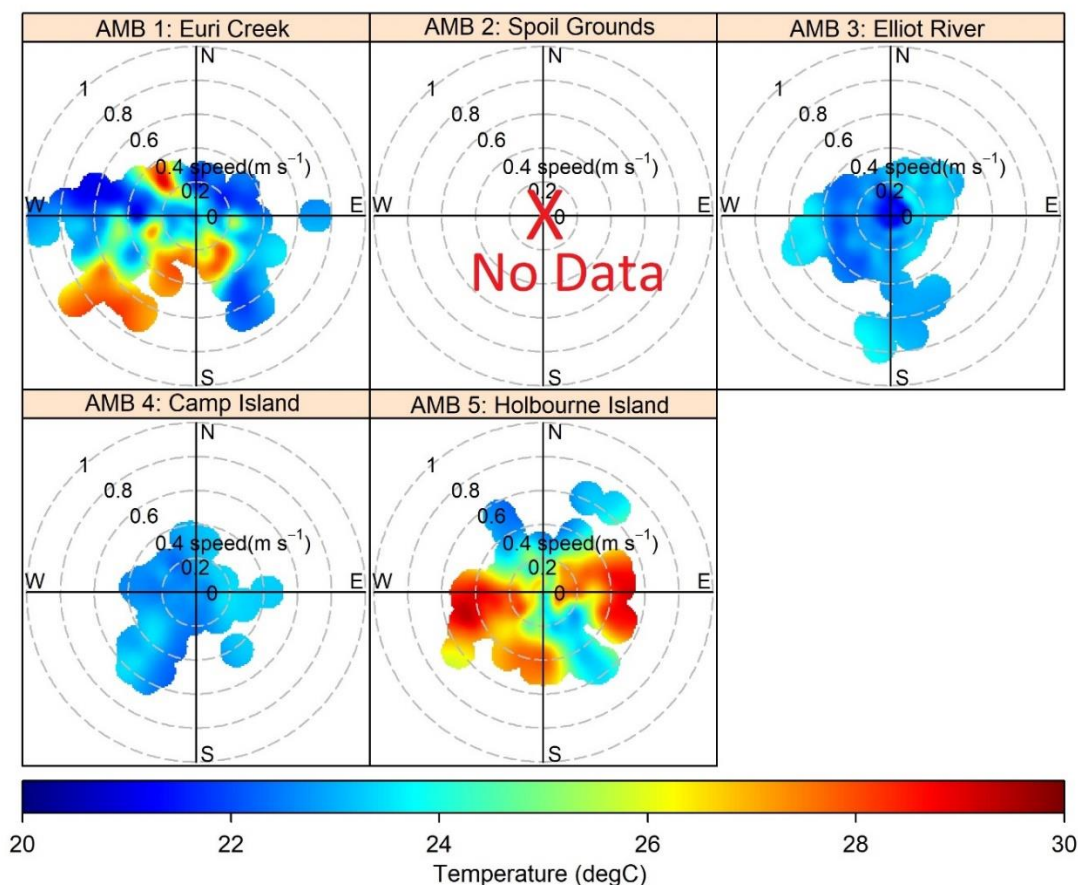 AMB 1: Euri Creek
AMB 2: Spoil Grounds
AMB 3: Elliot River
N
1
0.8
0.6
0.4 speed(m s⁻¹)
0.2
W
0
E
S
N
1
0.8
0.6
0.4 speed(m s⁻¹)
0.2
W
X
0
E
No Data
S
N
1
0.8
0.6
0.4 speed(m s⁻¹)
0.2
W
0
E
S
AMB 4: Camp Island
AMB 5: Holbourne Island
N
1
0.8
0.6
0.4 speed(m s⁻¹)
0.2
W
0
E
S
N
1
0.8
0.6
0.4 speed(m s⁻¹)
0.2
W
0
E
S
20 22 24 26 28 30
Temperature (degC)